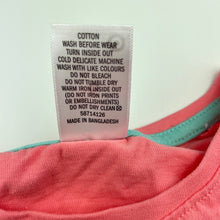 COTTON
WASH BEFORE WEAR
TURN INSIDE OUT
COLD DELICATE MACHINE
WASH WITH LIKE COLOURS
DO NOT BLEACH
DO NOT TUMBLE DRY
WARM IRON INSIDE OUT
(DO NOT IRON PRINTS
OR EMBELLISHMENTS)
DO NOT DRY CLEAN
58714126
MADE IN BANGLADESH